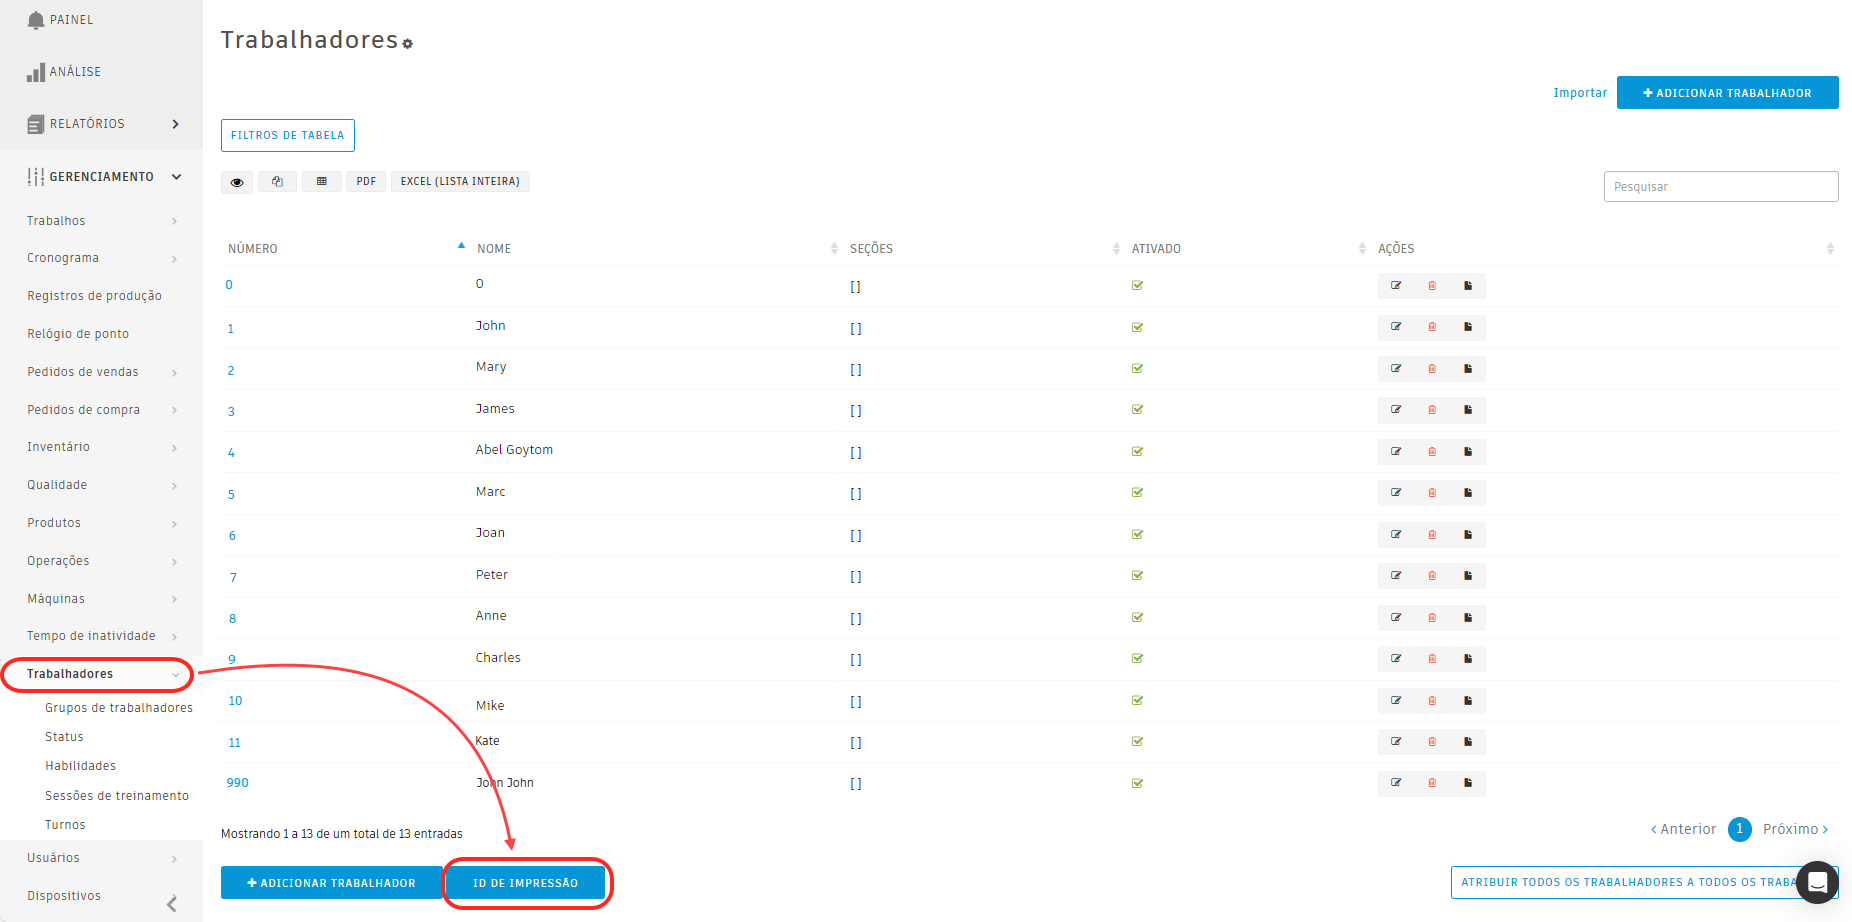 PAINEL
ANÁLISE
RELATÓRIOS
GERENCIAMENTO
Trabalhos
Cronograma
Registros de produção
Relógio de ponto
Pedidos de vendas
Pedidos de compra
Inventário
Qualidade
Produtos
Operações
Máquinas
Tempo de inatividade
Trabalhadores
Grupos de trabalhadores
Status
Habilidades
Sessões de treinamento
Turnos
Usuários
Dispositivos
Trabalhadores
Importar
+ ADICIONAR TRABALHADOR
FILTROS DE TABELA
PDF
EXCEL (LISTA INTEIRA)
Pesquisar
NÚMERO NOME SEÇÕES ATIVADO AÇÕES
0 O []
1 John []
2 Mary []
3 James []
4 Abel Goytom []
5 Marc []
6 Joan []
7 Peter []
8 Anne []
9 Charles []
10 Mike []
11 Kate []
990 John John []
Mostrando 1 a 13 de um total de 13 entradas
< Anterior 1 Próximo >
+ ADICIONAR TRABALHADOR
ID DE IMPRESSÃO
ATRIBUIR TODOS OS TRABALHADORES A TODOS OS